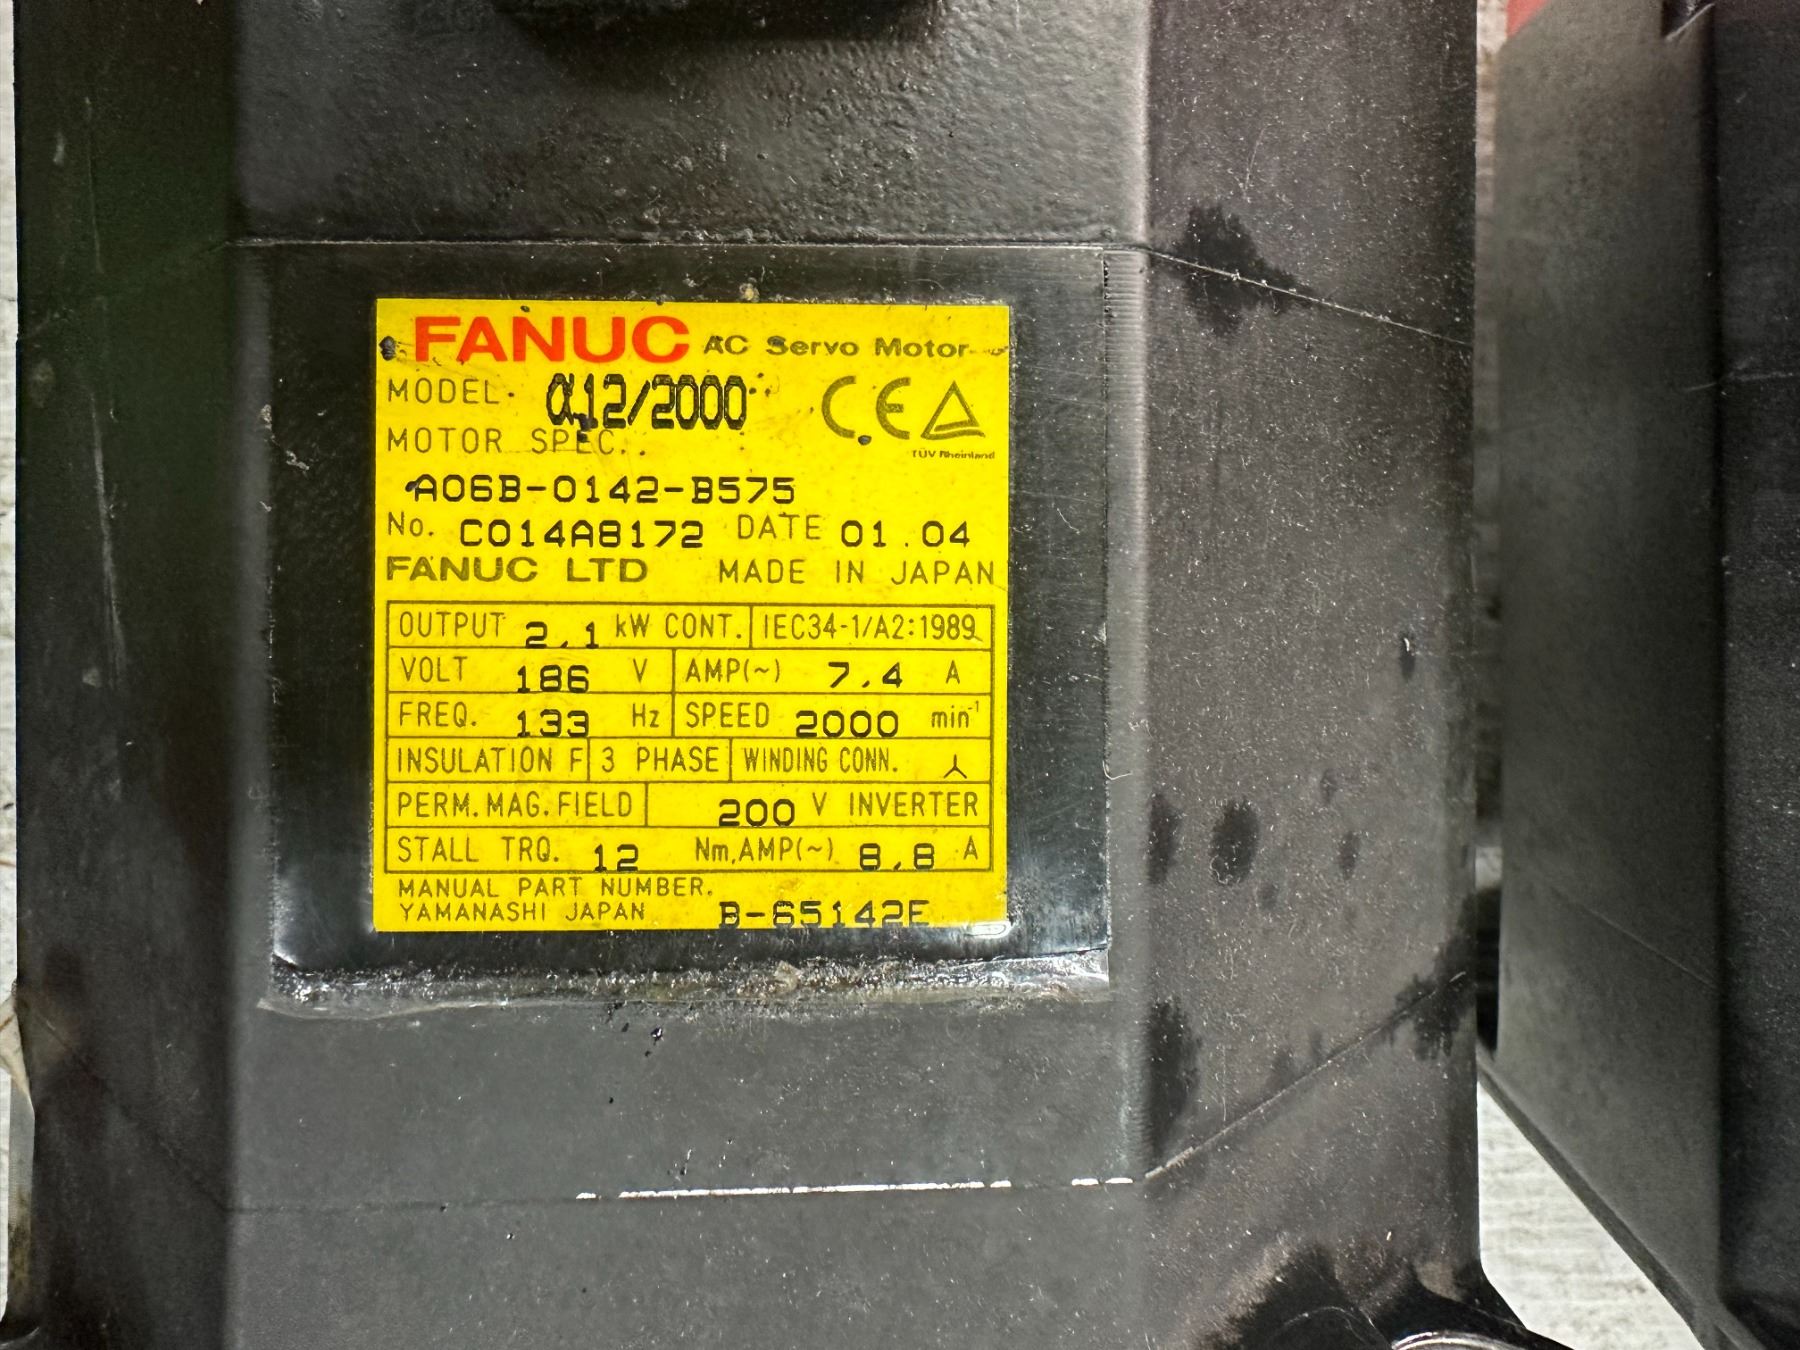 FANUC AC Servo Motor
MODEL α12/2000 CE
MOTOR SPEC. TÜV Rheinland
A06B-0142-B575
No. C014A8172 DATE 01.04
FANUC LTD MADE IN JAPAN
OUTPUT 2.1 kW CONT. IEC34-1/A2:1989
VOLT 186 V AMP(~) 7.4 A
FREQ. 133 Hz SPEED 2000 min⁻¹
INSULATION F 3 PHASE WINDING CONN. ⅄
PERM.MAG.FIELD 200 V INVERTER
STALL TRQ. 12 Nm,AMP(~) 8.8 A
MANUAL PART NUMBER.
YAMANASHI JAPAN B-65142E